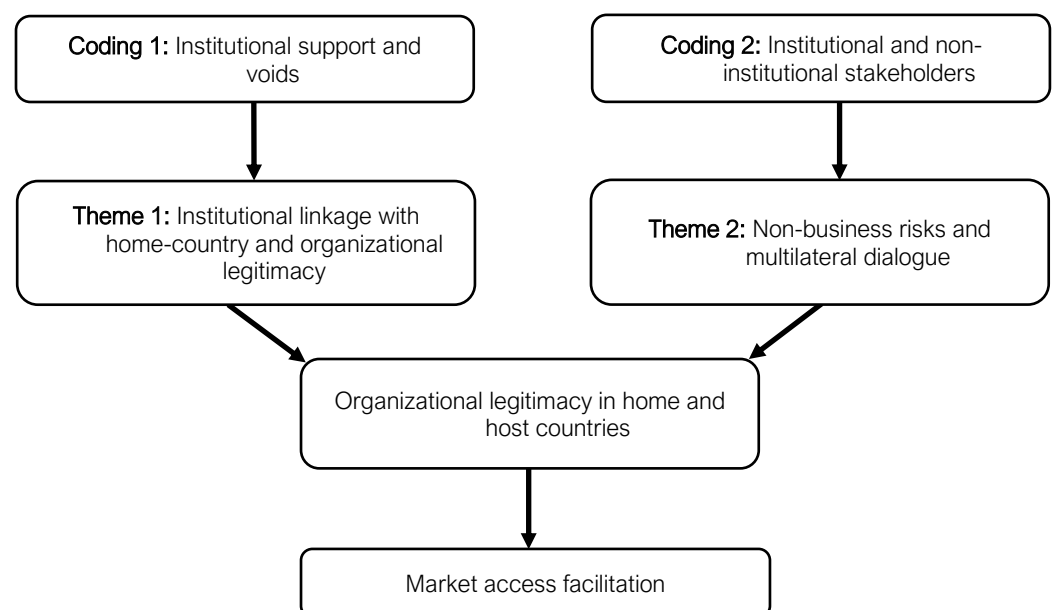 Coding 1: Institutional support and
voids
Coding 2: Institutional and non-
institutional stakeholders
Theme 1: Institutional linkage with
home-country and organizational
legitimacy
Theme 2: Non-business risks and
multilateral dialogue
Organizational legitimacy in home and
host countries
Market access facilitation